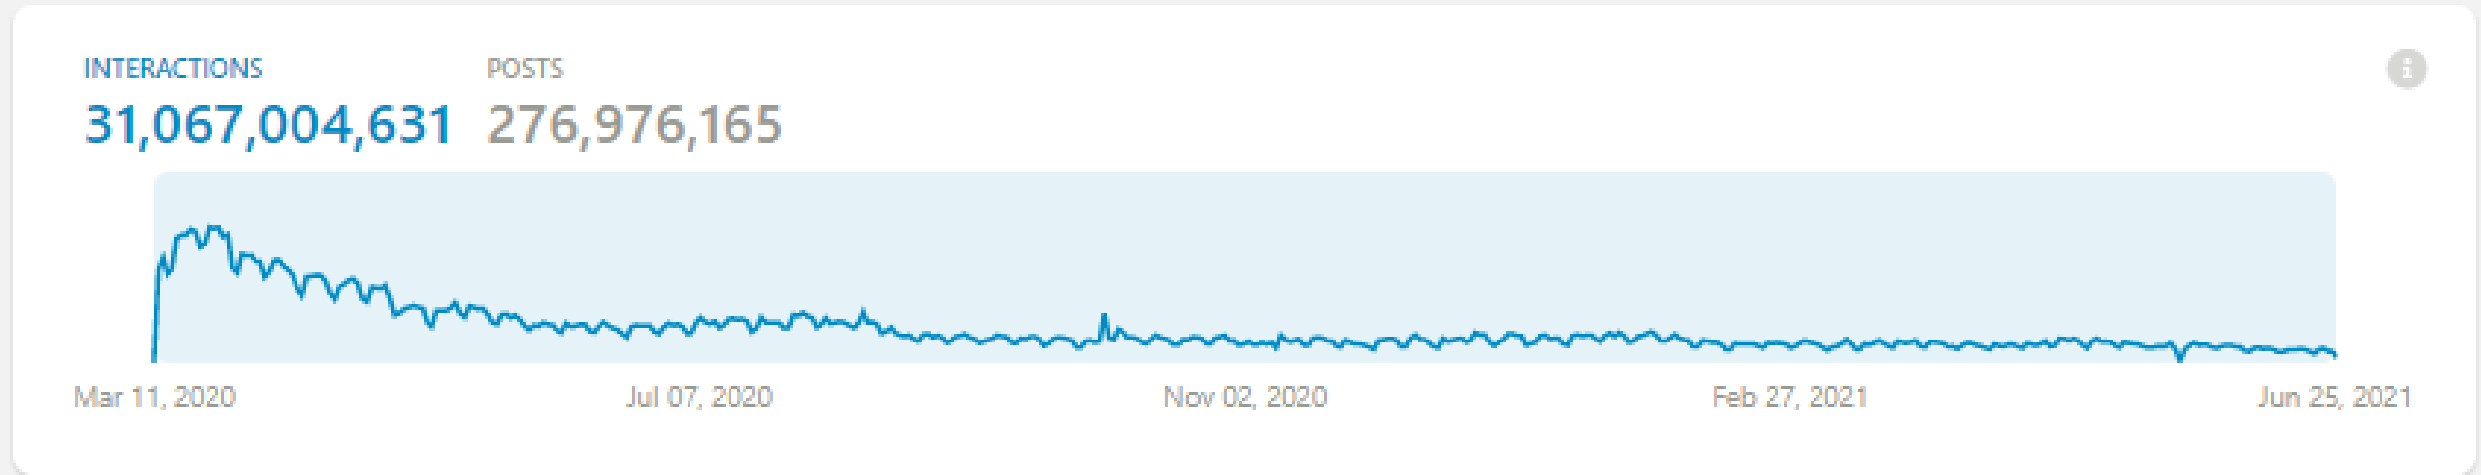 INTERACTIONS POSTS
31,067,004,631 276,976,165
Mar 11, 2020 Jul 07, 2020 Nov 02, 2020 Feb 27, 2021 Jun 25, 2021